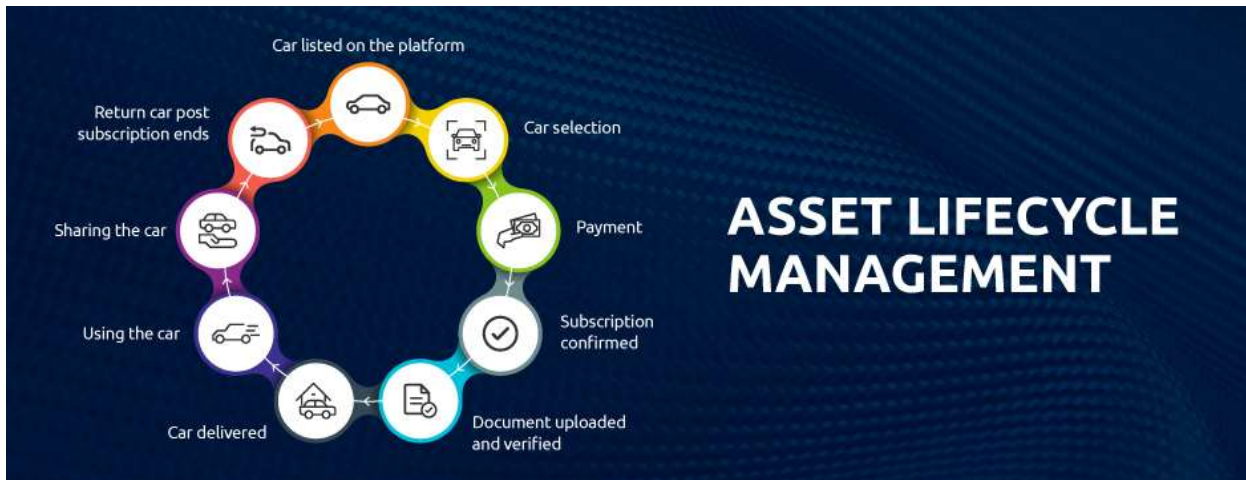 Car listed on the platform
Car selection
Payment
Subscription
confirmed
Document uploaded
and verified
Car delivered
Using the car
Sharing the car
Return car post
subscription ends
ASSET LIFECYCLE
MANAGEMENT